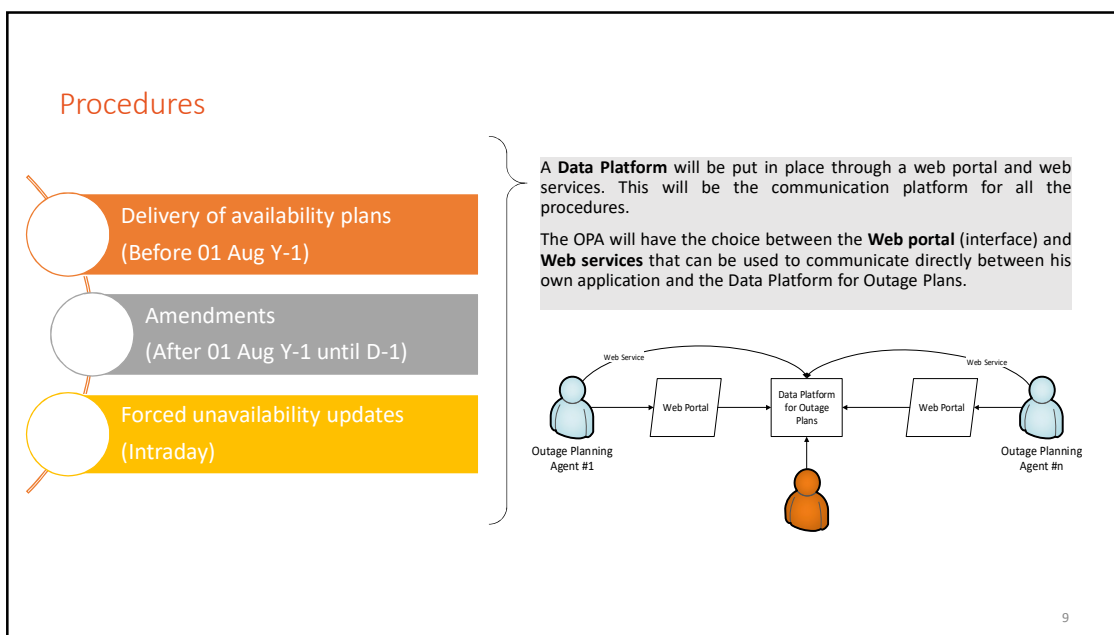 Procedures
Delivery of availability plans
(Before 01 Aug Y-1)
Amendments
(After 01 Aug Y-1 until D-1)
Forced unavailability updates
(Intraday)
A Data Platform will be put in place through a web portal and web
services. This will be the communication platform for all the
procedures.
The OPA will have the choice between the Web portal (interface) and
Web services that can be used to communicate directly between his
own application and the Data Platform for Outage Plans.
Web Service
Web Service
Web Portal
Data Platform
for Outage
Plans
Web Portal
Outage Planning
Agent #1
Outage Planning
Agent #n
9